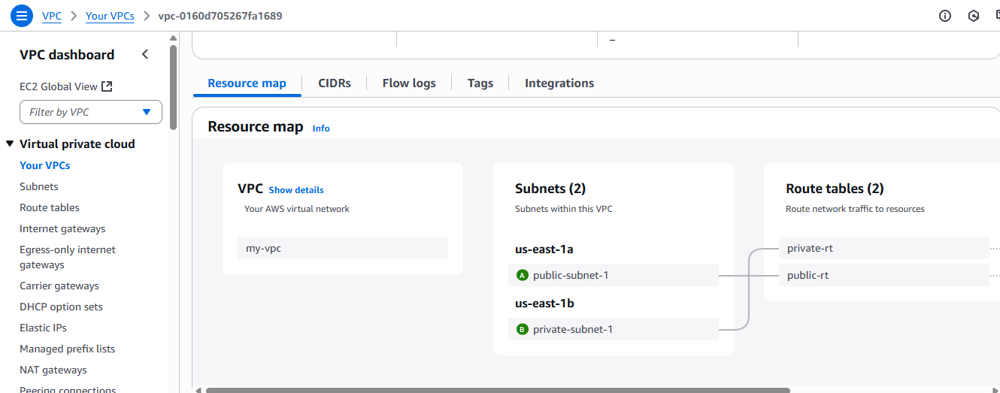 VPC > Your VPCs > vpc-0160d705267fa1689
VPC dashboard
EC2 Global View
Filter by VPC
Virtual private cloud
Your VPCs
Subnets
Route tables
Internet gateways
Egress-only internet
gateways
Carrier gateways
DHCP option sets
Elastic IPs
Managed prefix lists
NAT gateways
Peering connections
–
Resource map
CIDRs
Flow logs
Tags
Integrations
Resource map Info
VPC Show details
Your AWS virtual network
my-vpc
Subnets (2)
Subnets within this VPC
us-east-1a
A public-subnet-1
us-east-1b
B private-subnet-1
Route tables (2)
Route network traffic to resources
private-rt
public-rt